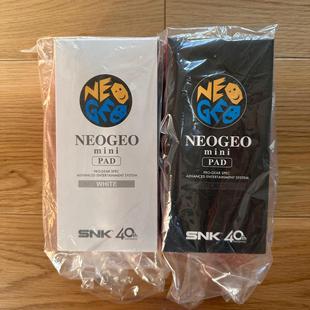 NEO
GEO
NEOGEO
mini
PAD
PRO-GEAR SPEC
ADVANCED ENTERTAINMENT SYSTEM
WHITE
SNK 40th
NEO
GEO
NEOGEO
mini
PAD
PRO-GEAR SPEC
ADVANCED ENTERTAINMENT SYSTEM
SNK 40th